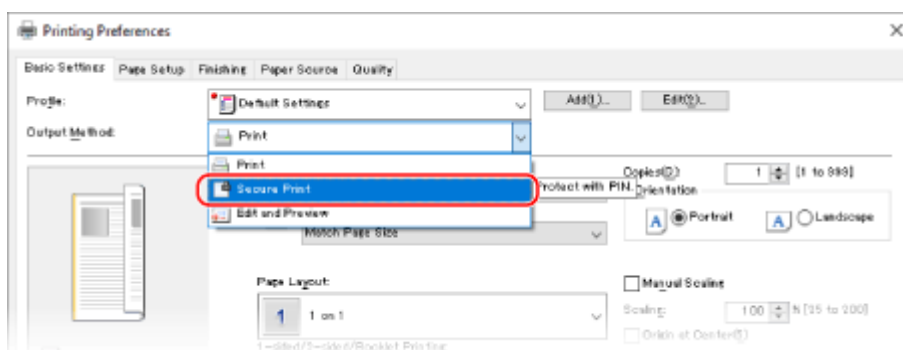 Printing Preferences
Basic Settings Page Setup Finishing Paper Source Quality
Profile: Default Settings Add(1)... Edit(2)...
Output Method: Print
Print
Secure Print
Protect with PIN.
Edit and Preview
Match Page Size
Copies(0) 1 [1 to 999]
Orientation
A Portrait A Landscape
Page Layout:
1 1 on 1
1-sided/2-sided/Booklet Printing
Manual Scaling
Scaling: 100 % [25 to 200]
Origin at Center(5)